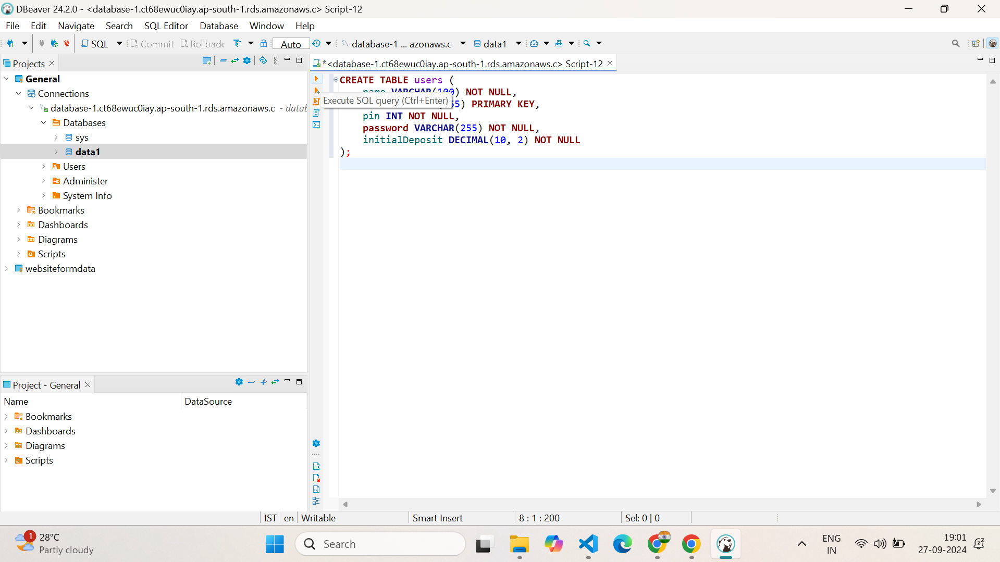 DBeaver 24.2.0 - <database-1.ct68ewuc0iay.ap-south-1.rds.amazonaws.c> Script-12
File Edit Navigate Search SQL Editor Database Window Help
SQL Commit Rollback Auto database-1 ... azonaws.c data1
Projects
General
Connections
database-1.ct68ewuc0iay.ap-south-1.rds.amazonaws.c - datab
Databases
sys
data1
Users
Administer
System Info
Bookmarks
Dashboards
Diagrams
Scripts
websiteformdata
*<database-1.ct68ewuc0iay.ap-south-1.rds.amazonaws.c> Script-12
CREATE TABLE users (
name VARCHAR(100) NOT NULL,
Execute SQL query (Ctrl+Enter)
55) PRIMARY KEY,
pin INT NOT NULL,
password VARCHAR(255) NOT NULL,
initialDeposit DECIMAL(10, 2) NOT NULL
);
Project - General
Name DataSource
Bookmarks
Dashboards
Diagrams
Scripts
IST en Writable Smart Insert 8 : 1 : 200 Sel: 0 | 0
1
28°C
Partly cloudy
Search
ENG
IN
19:01
27-09-2024